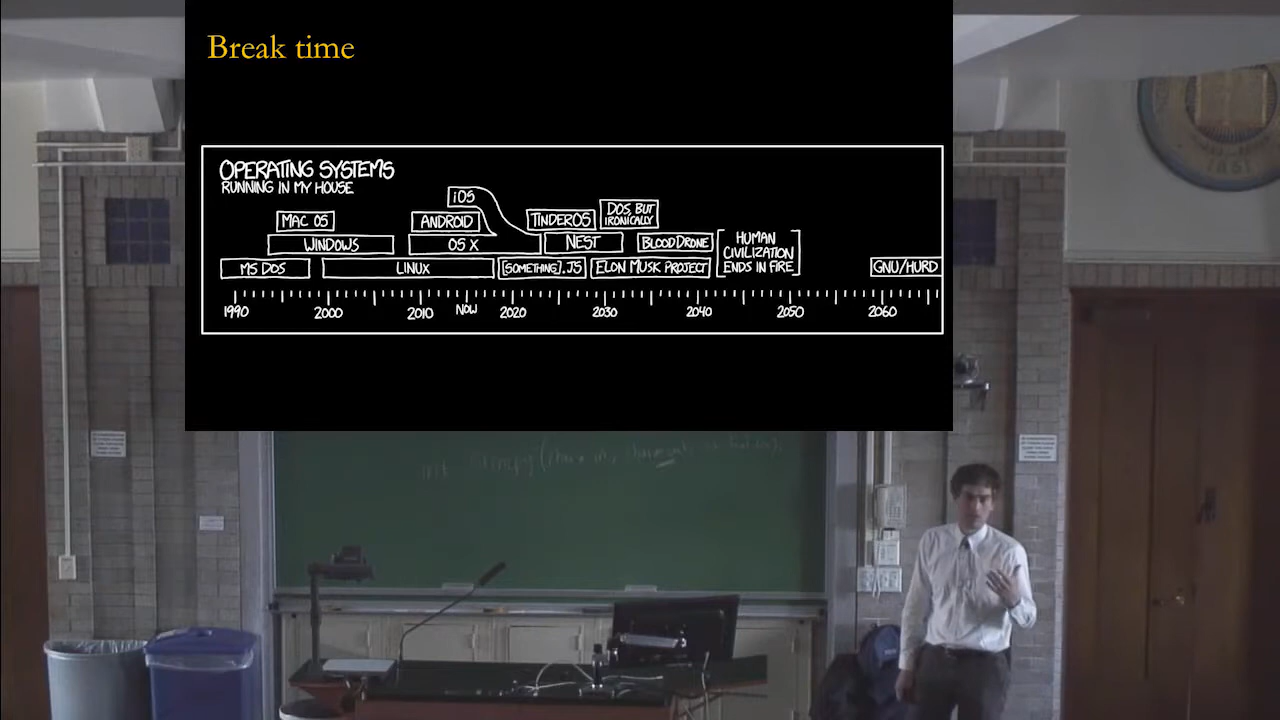 Break time
OPERATING SYSTEMS
RUNNING IN MY HOUSE
iOS
MAC OS
ANDROID
TINDEROS
DOS, BUT
IRONICALLY
WINDOWS
OS X
NEST
BLOODDRONE
HUMAN
CIVILIZATION
ENDS IN FIRE
MS DOS
LINUX
[SOMETHING].JS
ELON MUSK PROJECT
GNU/HURD
1990
2000
2010
NOW
2020
2030
2040
2050
2060
int